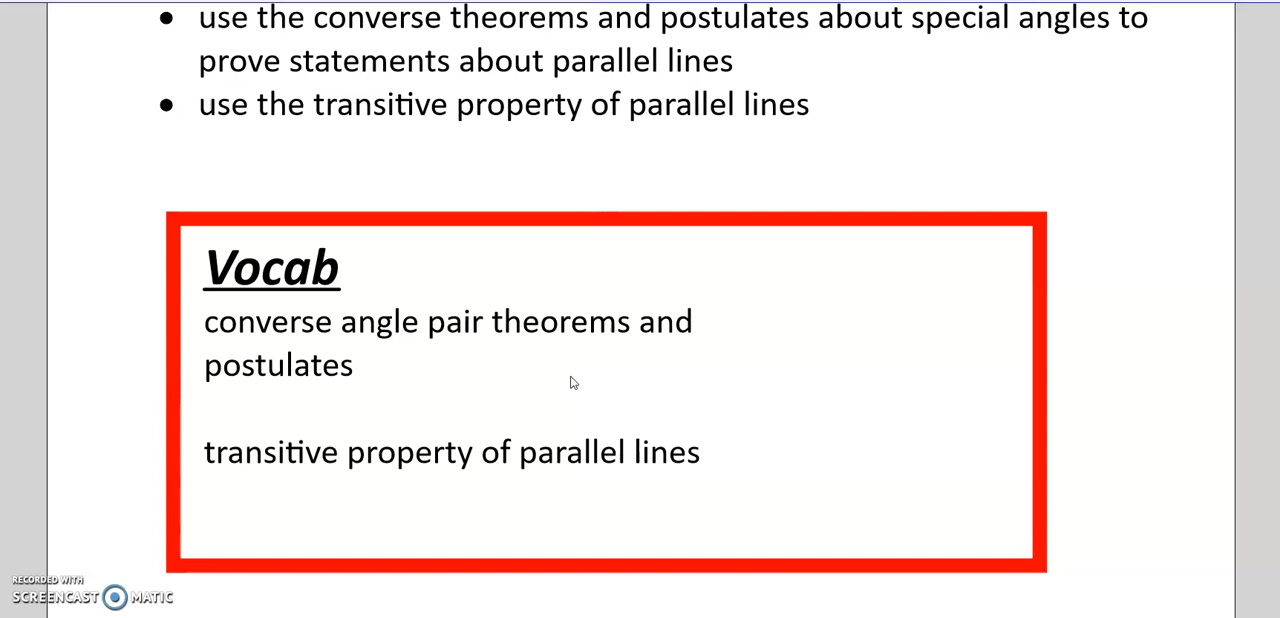 use the converse theorems and postulates about special angles to
prove statements about parallel lines
use the transitive property of parallel lines
Vocab
converse angle pair theorems and
postulates
transitive property of parallel lines
RECORDED WITH
SCREENCAST MATIC